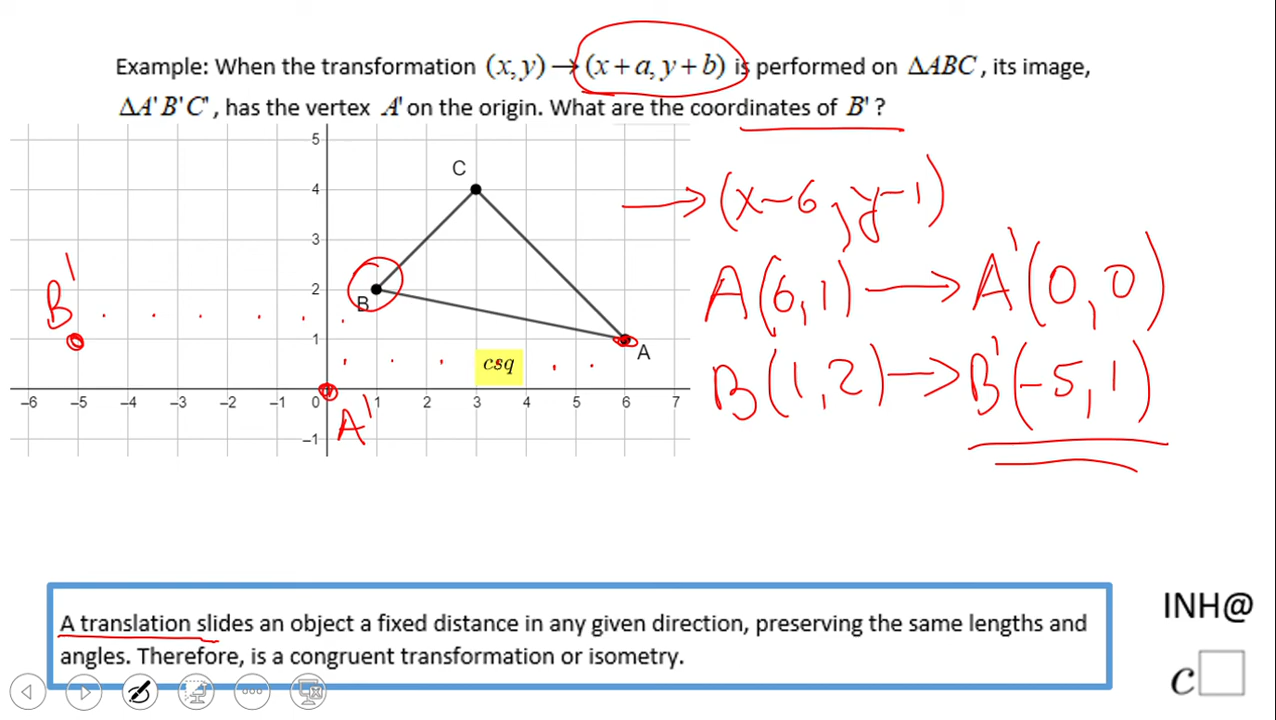 Example: When the transformation (x, y) → (x + a, y + b) is performed on ΔABC, its image,
ΔA'B'C', has the vertex A' on the origin. What are the coordinates of B' ?
5
C
4
→ (x-6, y-1)
3
A(6,1) → A'(0,0)
B'
2
B
1
A
csq
B(1,2) → B'(-5,1)
-6 -5 -4 -3 -2 -1 0 1 2 3 4 5 6 7
A'
-1
A translation slides an object a fixed distance in any given direction, preserving the same lengths and
angles. Therefore, is a congruent transformation or isometry.
INH@
c